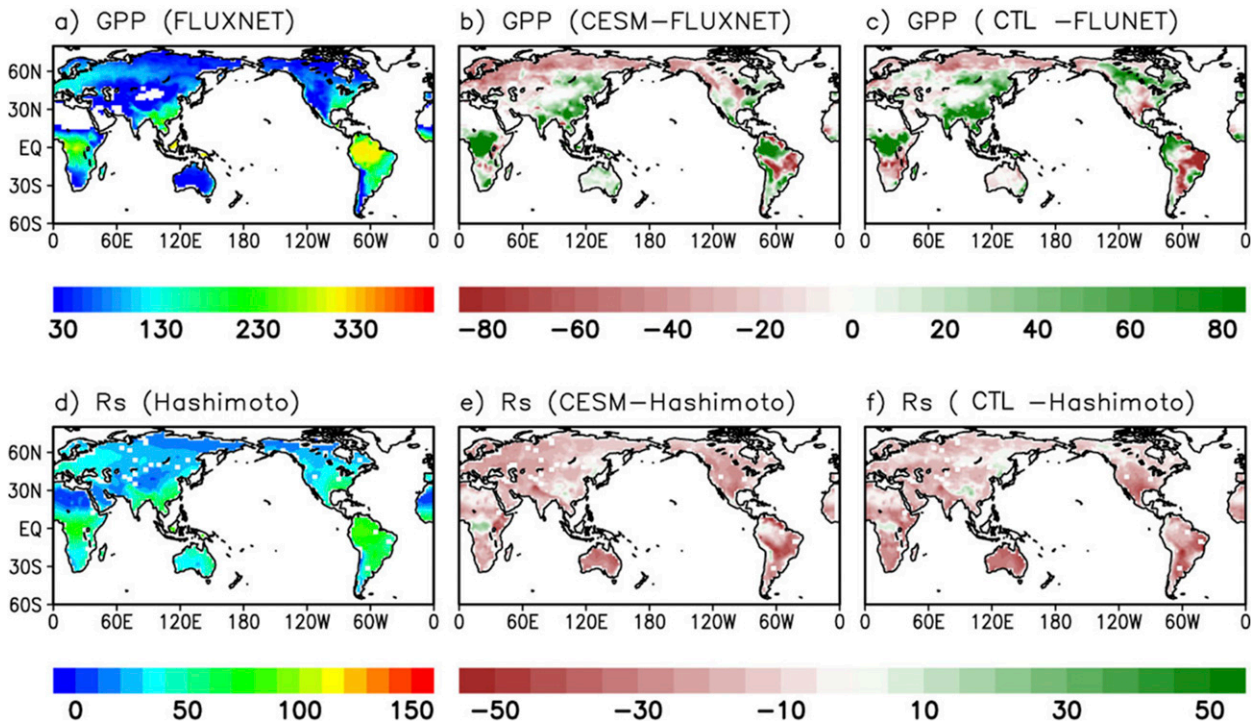 a) GPP (FLUXNET)
b) GPP (CESM-FLUXNET)
c) GPP ( CTL -FLUNET)
60N
30N
EQ
30S
60S
0 60E 120E 180 120W 60W 0
0 60E 120E 180 120W 60W 0
0 60E 120E 180 120W 60W 0
30 130 230 330
-80 -60 -40 -20 0 20 40 60 80
d) Rs (Hashimoto)
e) Rs (CESM-Hashimoto)
f) Rs ( CTL -Hashimoto)
60N
30N
EQ
30S
60S
0 60E 120E 180 120W 60W 0
0 60E 120E 180 120W 60W 0
0 60E 120E 180 120W 60W 0
0 50 100 150
-50 -30 -10 10 30 50